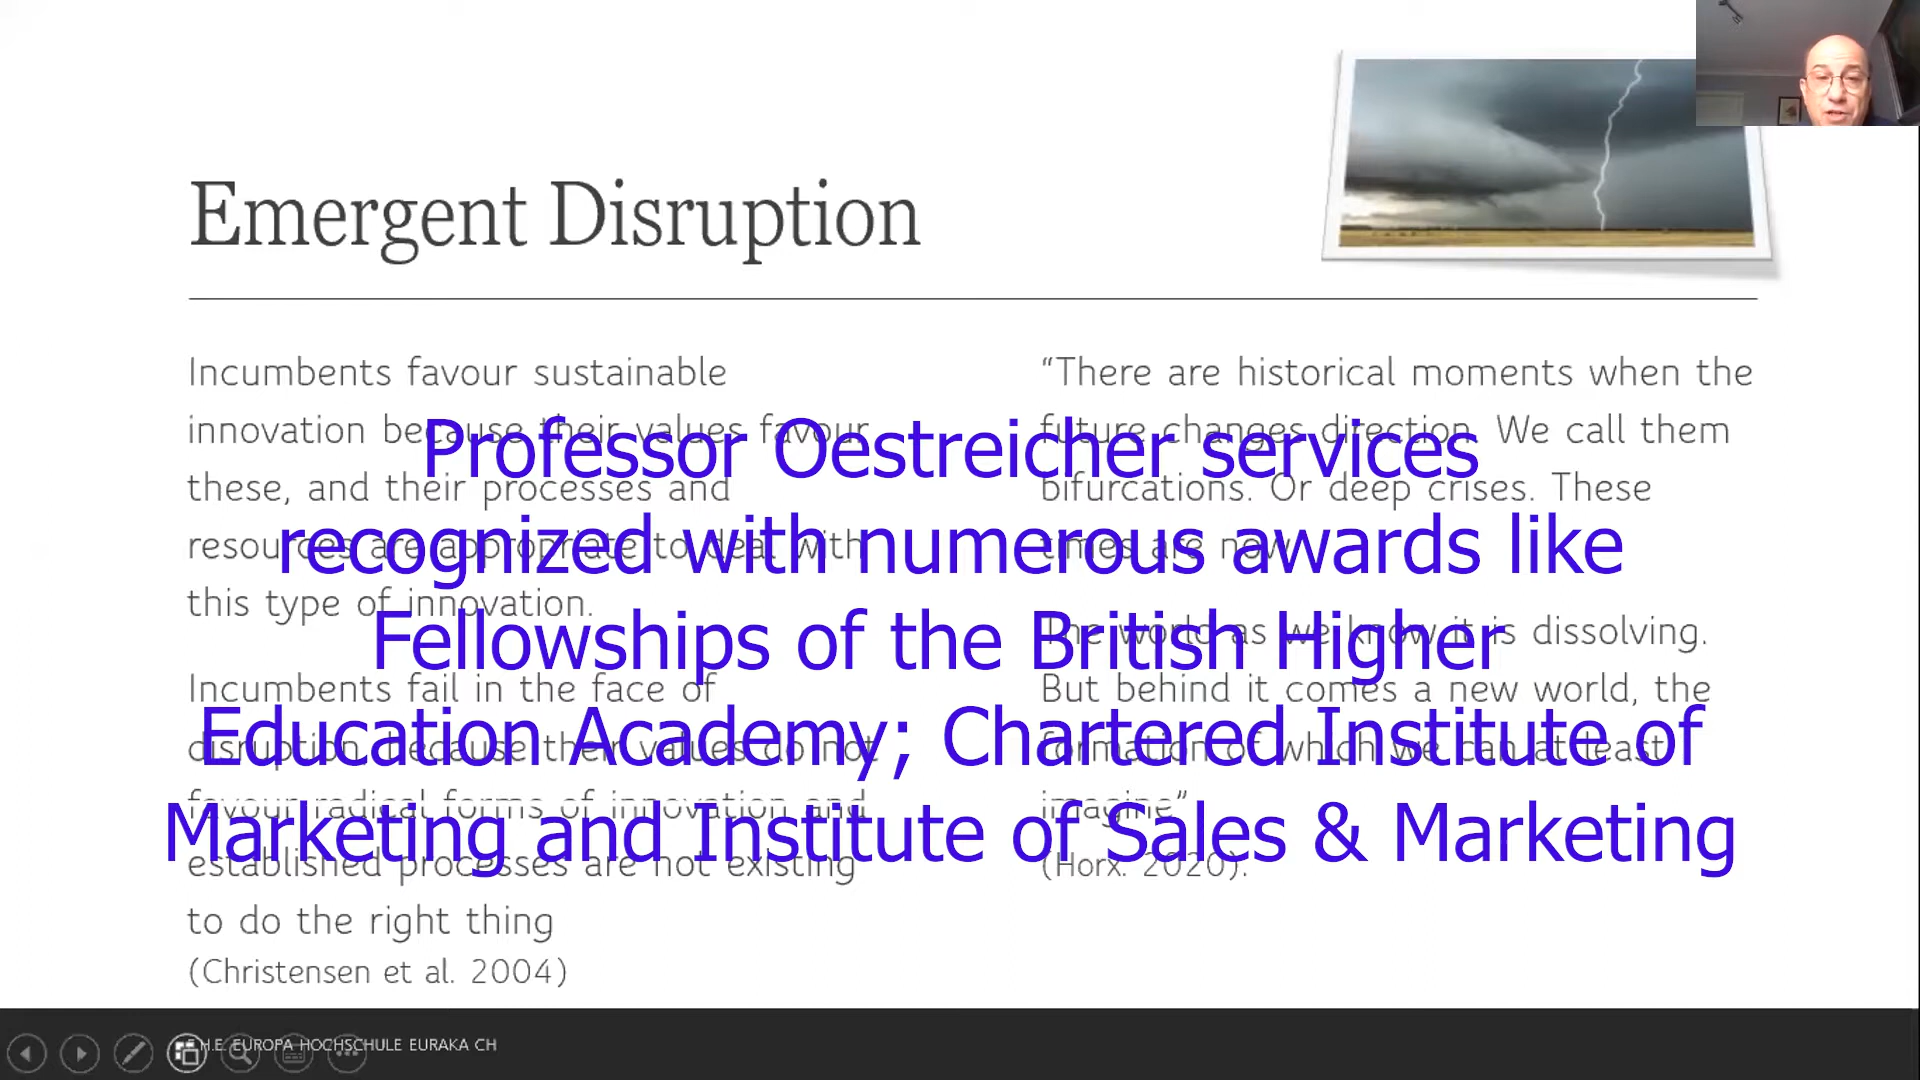 Emergent Disruption
Incumbents favour sustainable
innovation because their values favour
these, and their processes and
resources are appropriate to deal with
this type of innovation.
Incumbents fail in the face of
disruption, because their values do not
favour radical forms of innovation and
established processes are not existing
to do the right thing
(Christensen et al. 2004)
“There are historical moments when the
future changes direction. We call them
bifurcations. Or deep crises. These
times are now.
The world as we know it is dissolving.
But behind it comes a new world, the
formation of which we can at least
imagine”
(Horx. 2020).
Professor Oestreicher services
recognized with numerous awards like
Fellowships of the British Higher
Education Academy; Chartered Institute of
Marketing and Institute of Sales & Marketing
H.E. EUROPA HOCHSCHULE EURAKA CH